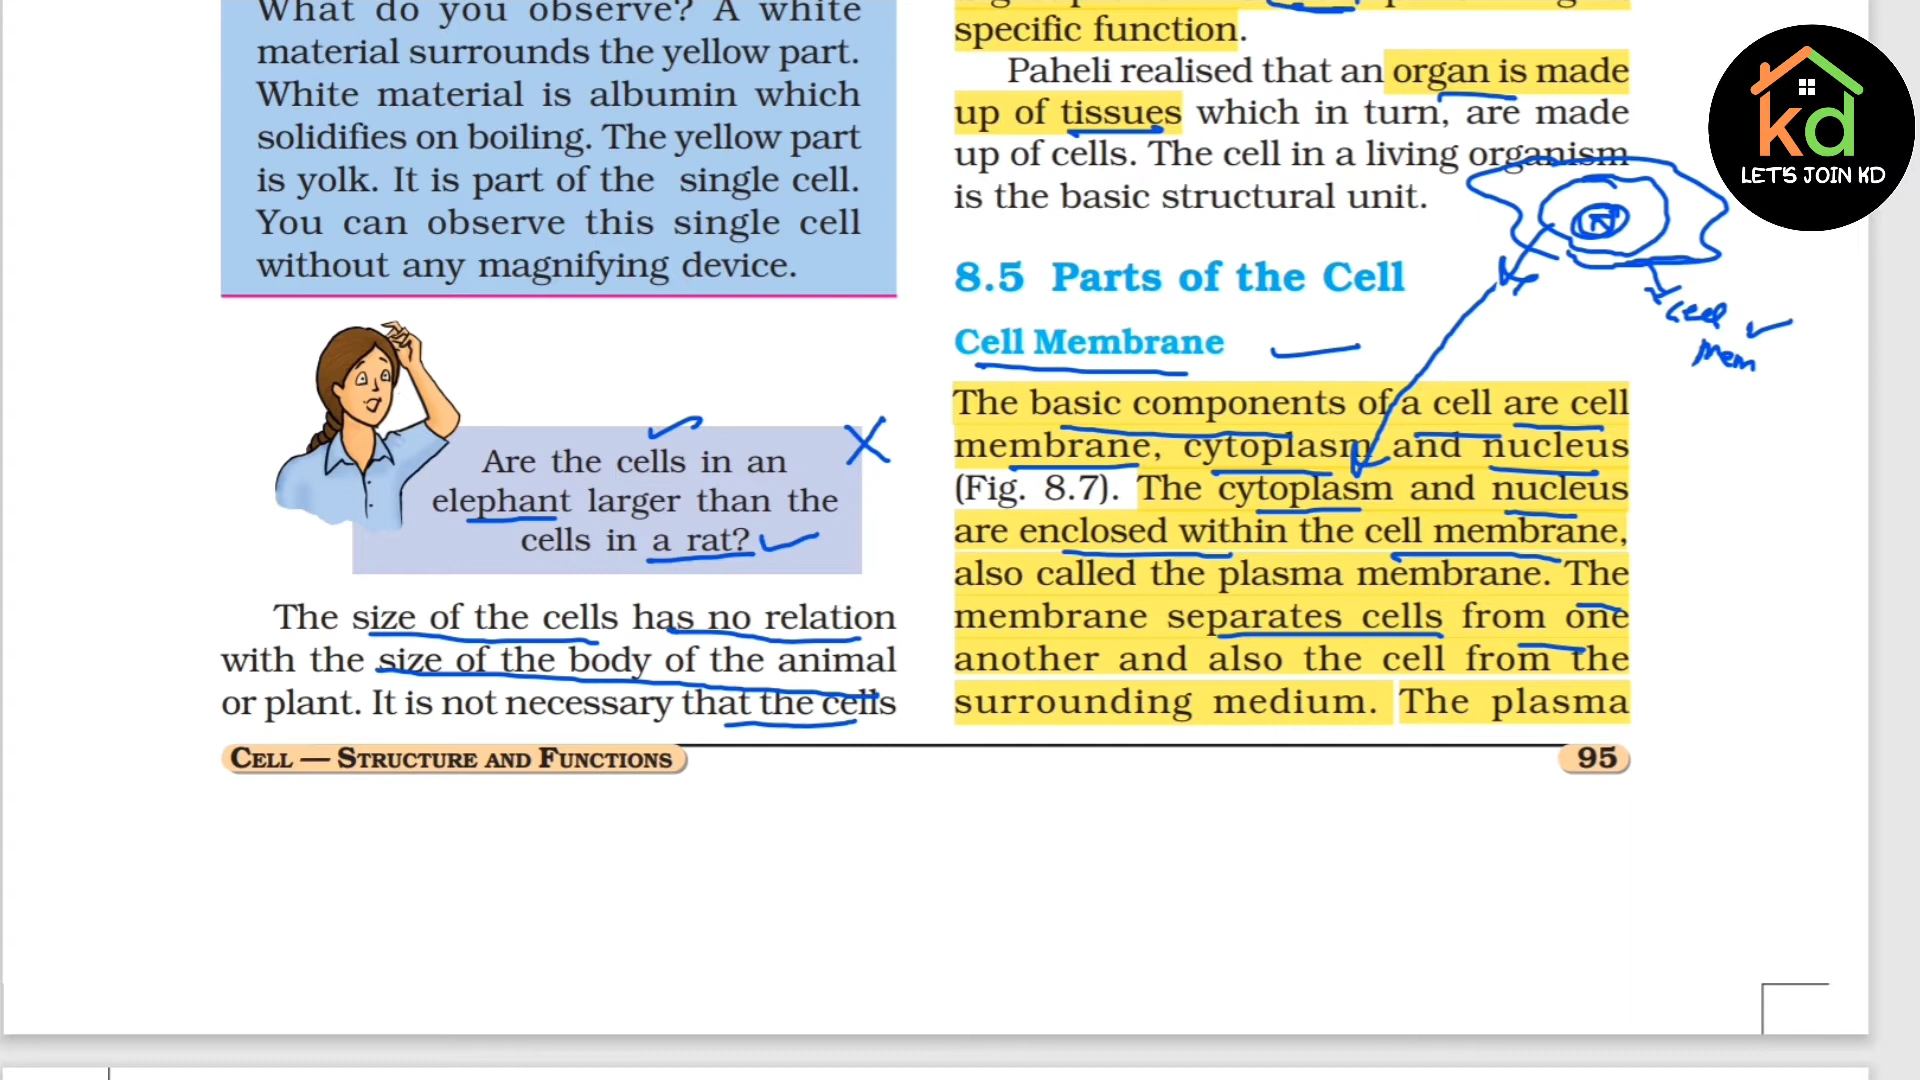 What do you observe? A white
material surrounds the yellow part.
White material is albumin which
solidifies on boiling. The yellow part
is yolk. It is part of the single cell.
You can observe this single cell
without any magnifying device.
Are the cells in an
elephant larger than the
cells in a rat?
The size of the cells has no relation
with the size of the body of the animal
or plant. It is not necessary that the cells
specific function.
Paheli realised that an organ is made
up of tissues which in turn, are made
up of cells. The cell in a living organism
is the basic structural unit.
8.5 Parts of the Cell
Cell Membrane
The basic components of a cell are cell
membrane, cytoplasm and nucleus
(Fig. 8.7). The cytoplasm and nucleus
are enclosed within the cell membrane,
also called the plasma membrane. The
membrane separates cells from one
another and also the cell from the
surrounding medium. The plasma
cell
mem
kd
LET'S JOIN KD
CELL — STRUCTURE AND FUNCTIONS
95